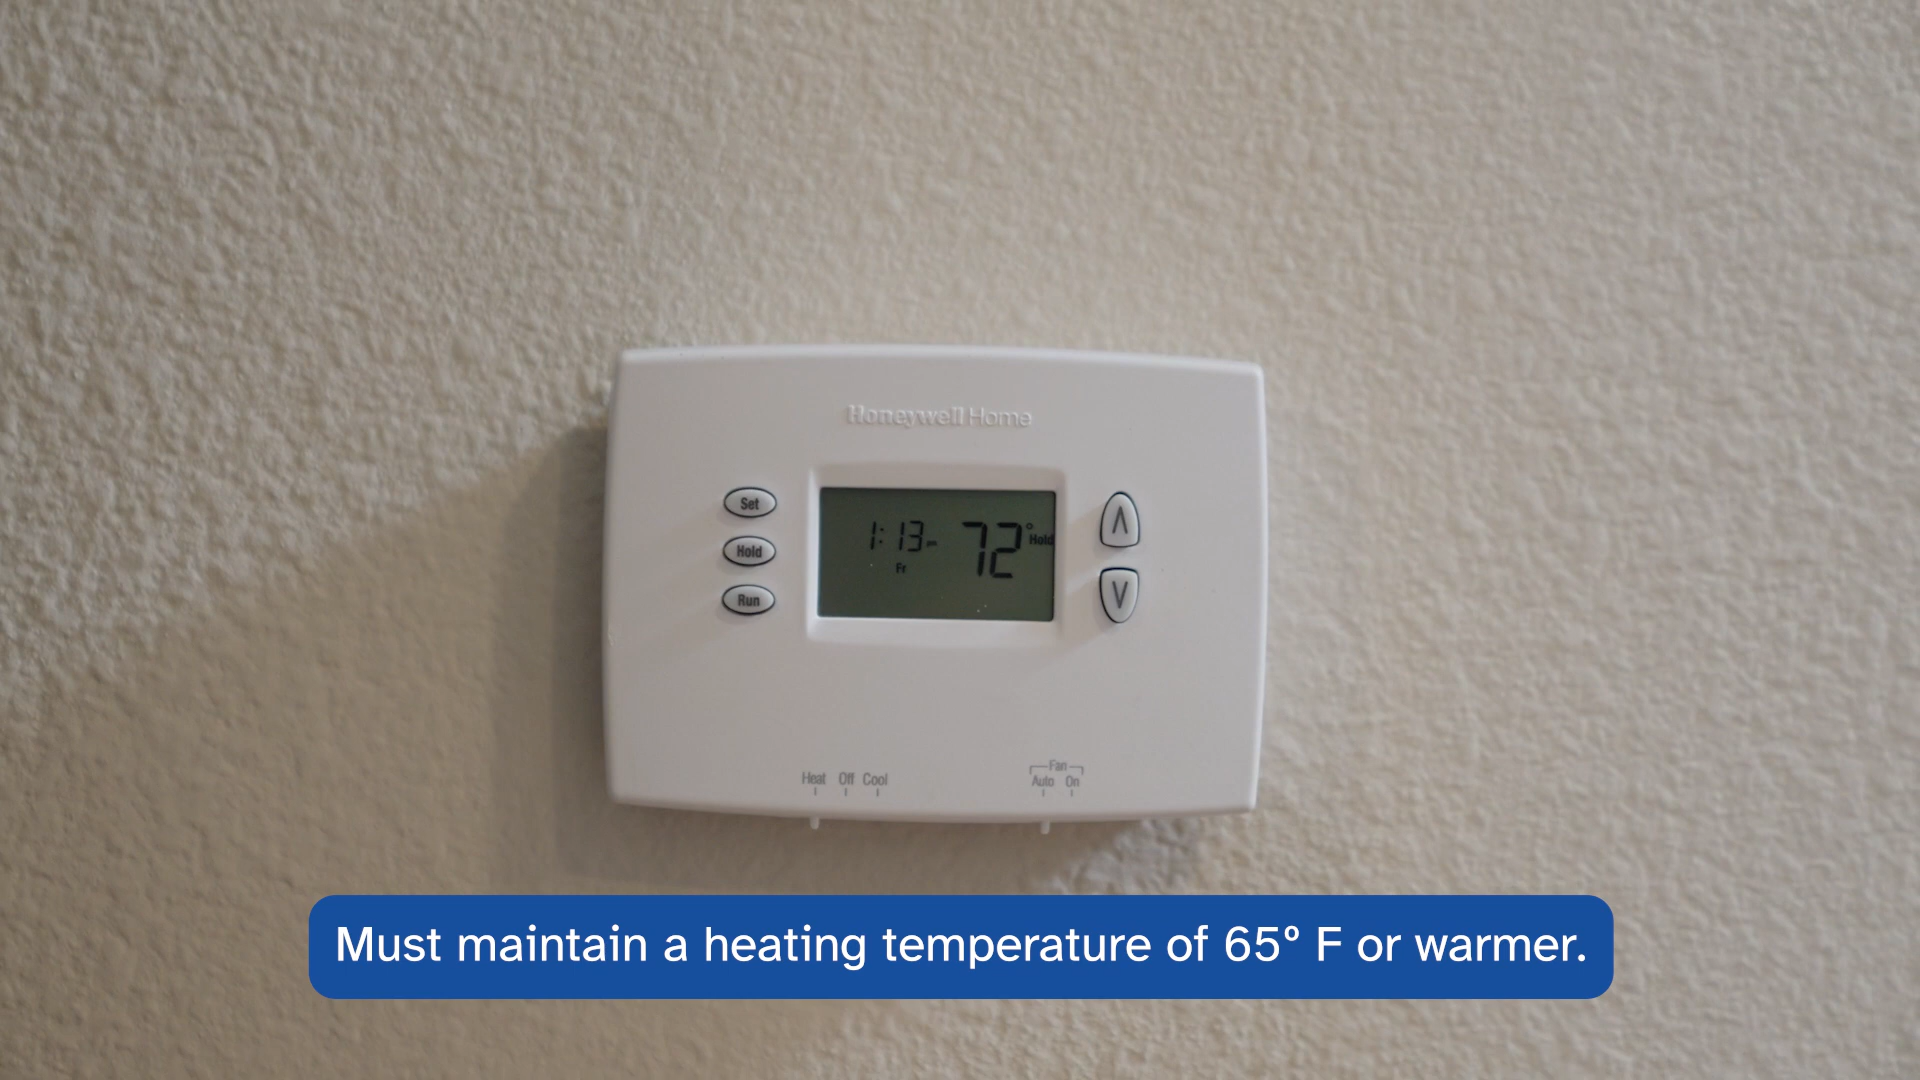 Honeywell Home
Set
Hold
Run
1:13 pm
Fr
72° Hold
Heat Off Cool
Fan
Auto On
Must maintain a heating temperature of 65° F or warmer.